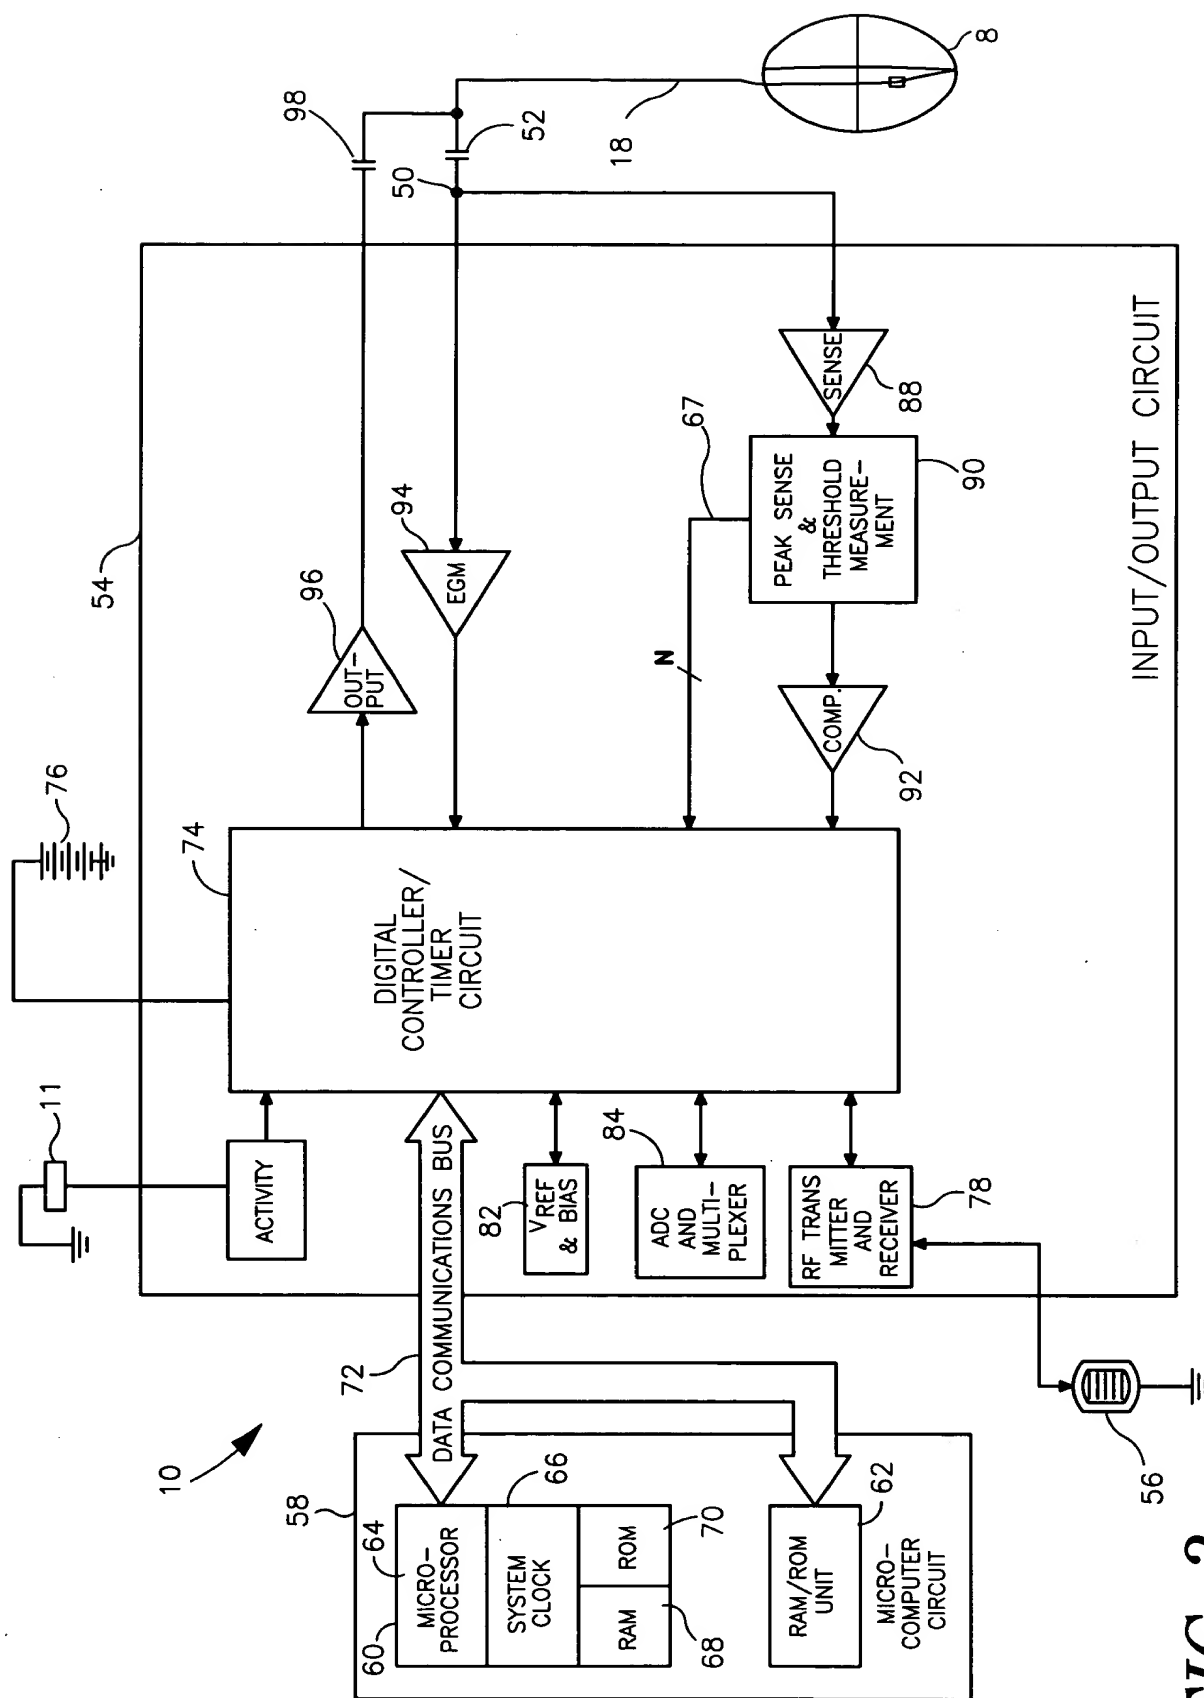 10
58
60
64
MICRO-
PROCESSOR
66
SYSTEM
CLOCK
RAM
ROM
68
70
RAM/ROM
UNIT
62
MICRO-
COMPUTER
CIRCUIT
72
DATA COMMUNICATIONS BUS
56
11
76
54
ACTIVITY
74
DIGITAL
CONTROLLER/
TIMER
CIRCUIT
82
VREF
& BIAS
84
ADC
AND
MULTI-
PLEXER
RF TRANS
MITTER
AND
RECEIVER
78
96
OUT-
PUT
94
EGM
N
67
COMP.
92
PEAK SENSE
&
THRESHOLD
MEASURE-
MENT
90
SENSE
88
INPUT/OUTPUT CIRCUIT
98
50
52
18
8